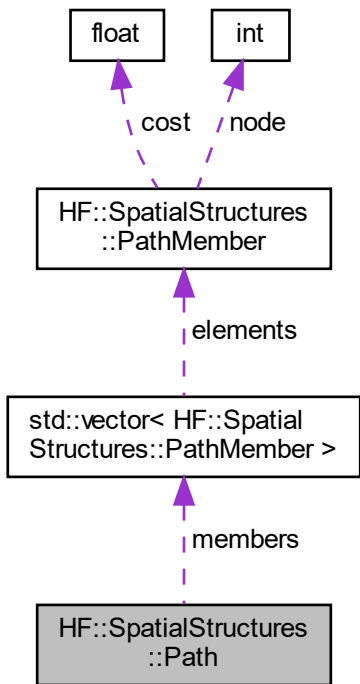 float
int
cost
node
HF::SpatialStructures
::PathMember
elements
std::vector< HF::Spatial
Structures::PathMember >
members
HF::SpatialStructures
::Path